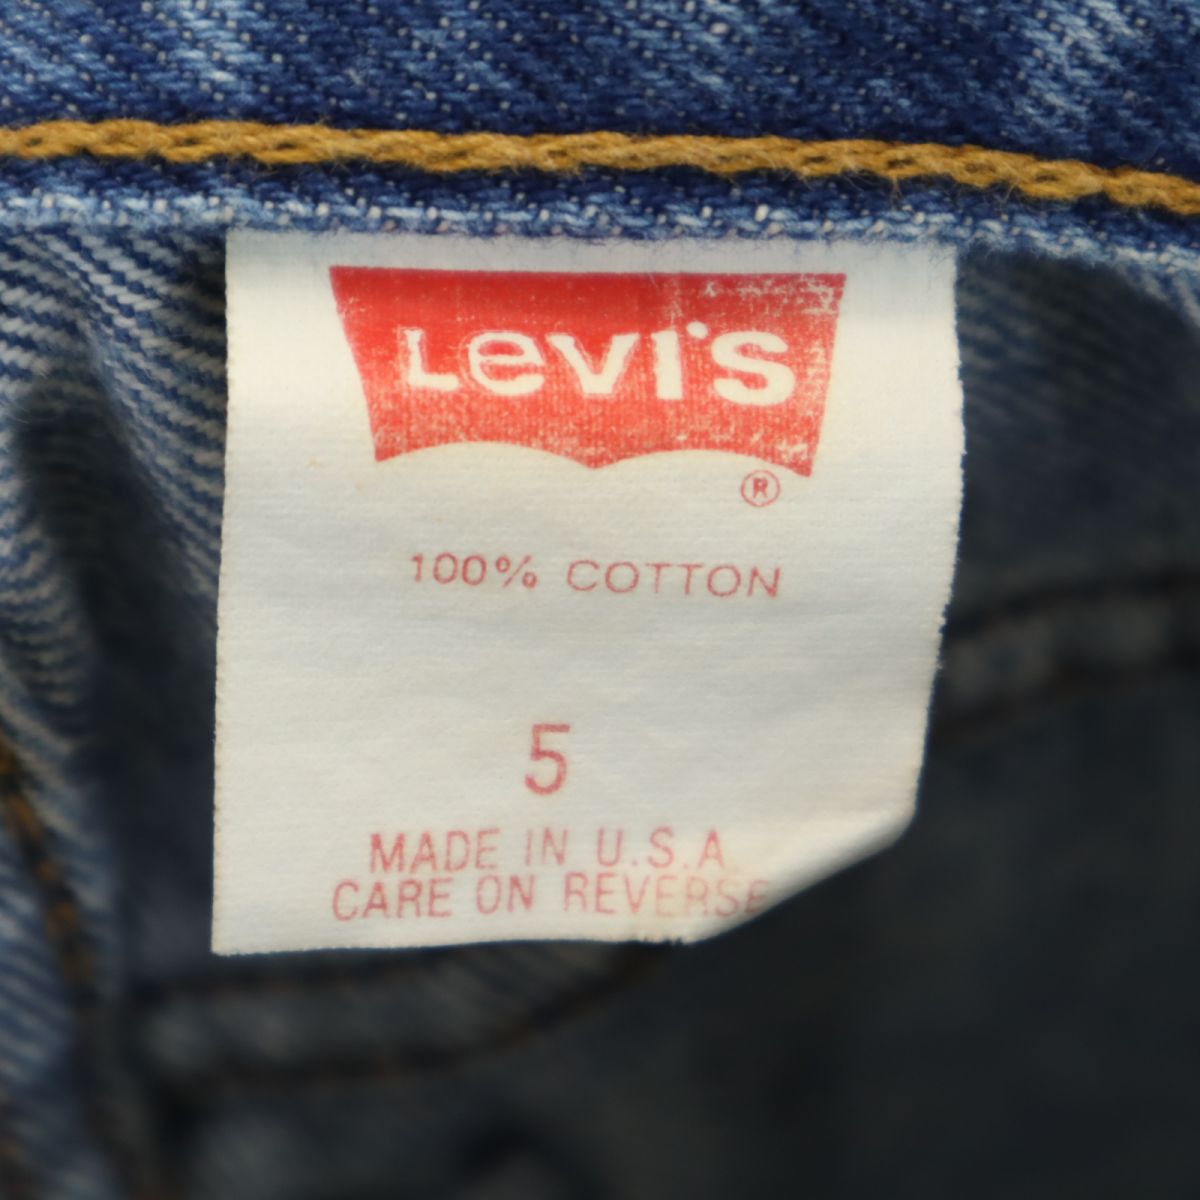 Levi's
®
100% COTTON
5
MADE IN U.S.A
CARE ON REVERSE